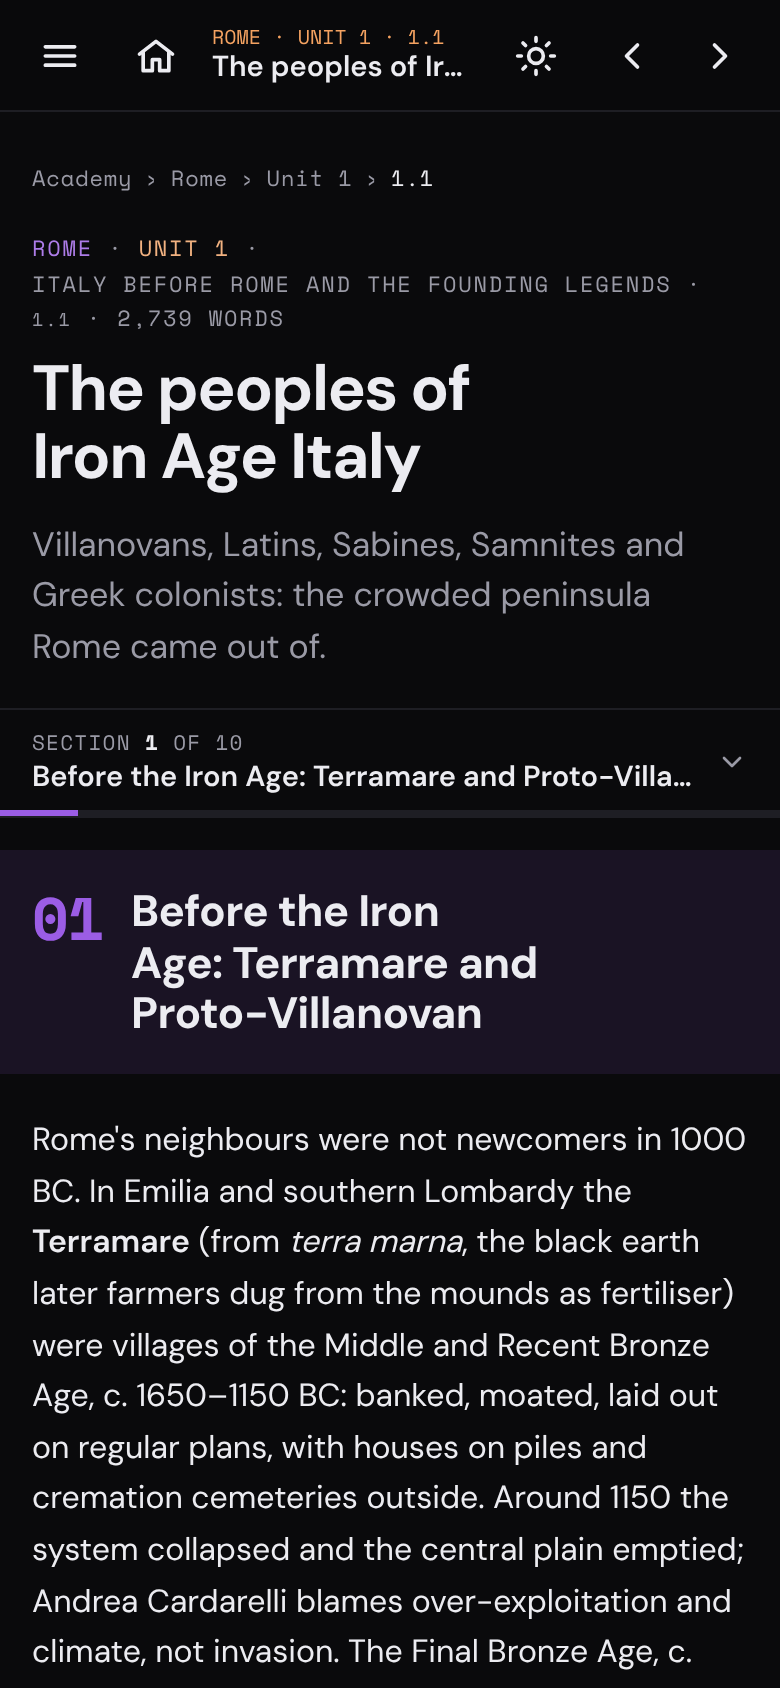 ROME · UNIT 1 · 1.1
The peoples of Ir...
Academy › Rome › Unit 1 › 1.1
ROME · UNIT 1 ·
ITALY BEFORE ROME AND THE FOUNDING LEGENDS ·
1.1 · 2,739 WORDS
The peoples of
Iron Age Italy
Villanovans, Latins, Sabines, Samnites and
Greek colonists: the crowded peninsula
Rome came out of.
SECTION 1 OF 10
Before the Iron Age: Terramare and Proto-Villa...
01
Before the Iron
Age: Terramare and
Proto-Villanovan
Rome's neighbours were not newcomers in 1000
BC. In Emilia and southern Lombardy the
Terramare (from terra marna, the black earth
later farmers dug from the mounds as fertiliser)
were villages of the Middle and Recent Bronze
Age, c. 1650–1150 BC: banked, moated, laid out
on regular plans, with houses on piles and
cremation cemeteries outside. Around 1150 the
system collapsed and the central plain emptied;
Andrea Cardarelli blames over-exploitation and
climate, not invasion. The Final Bronze Age, c.